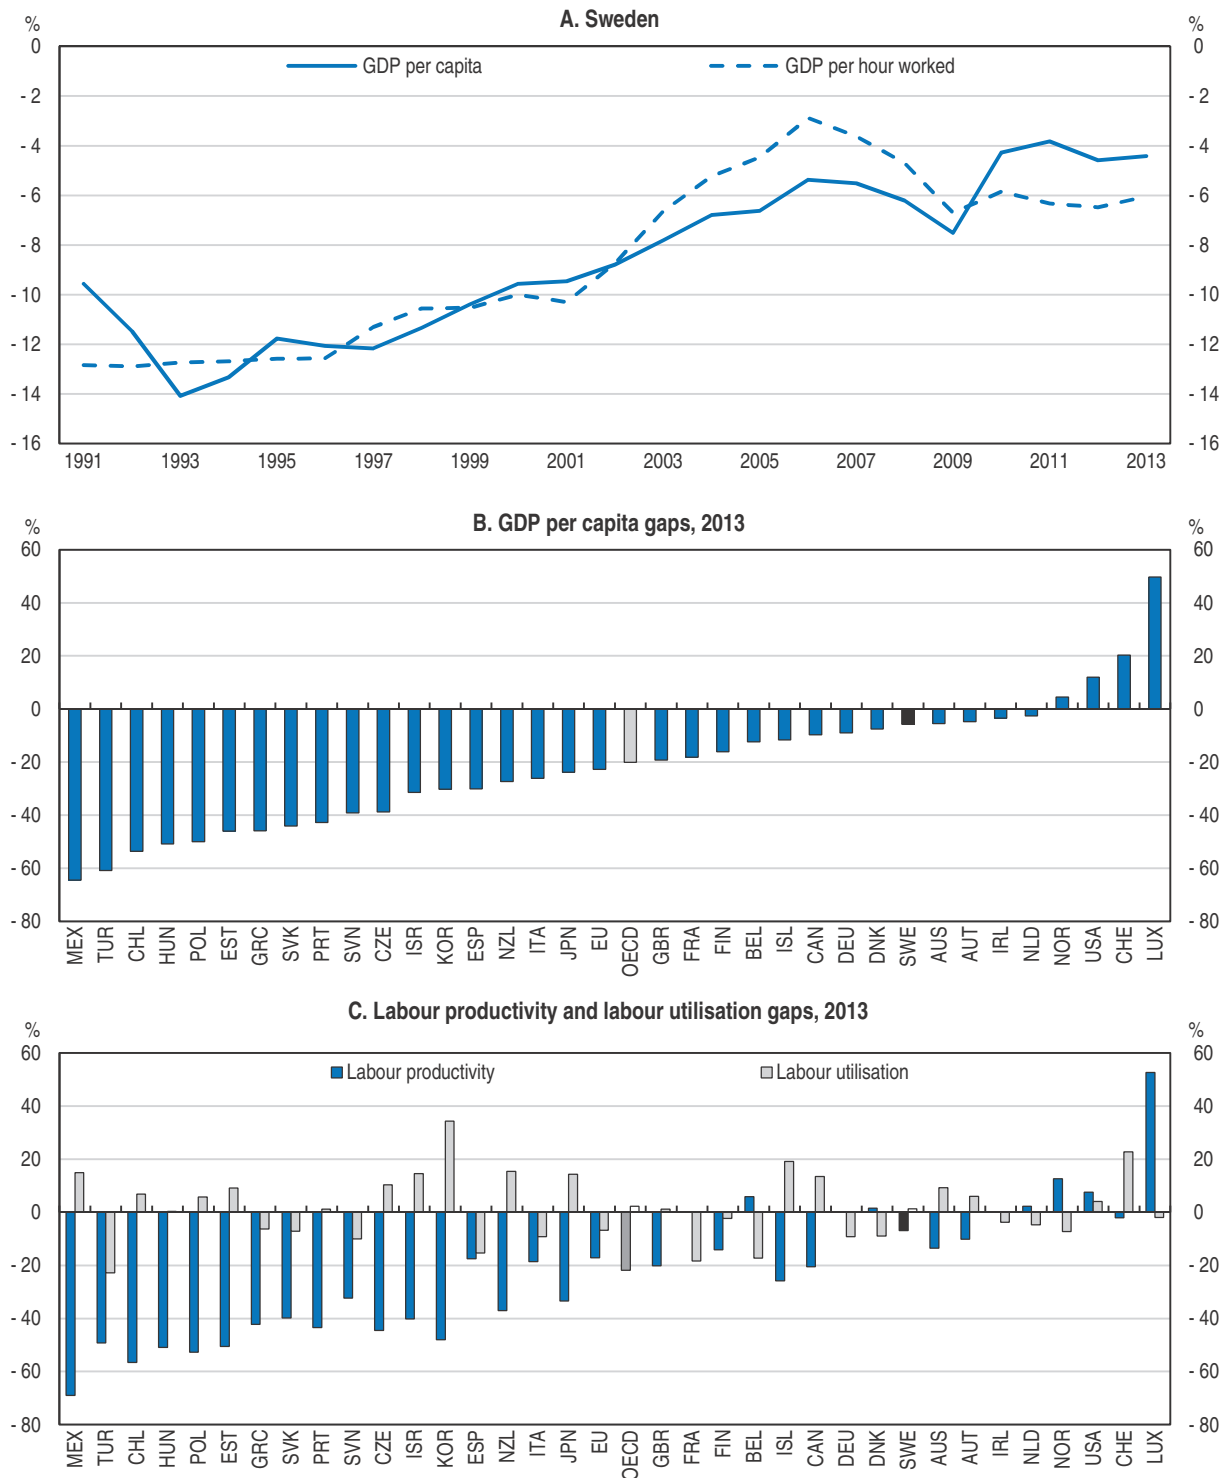 A. Sweden
% %
0 0
GDP per capita GDP per hour worked
- 2 - 2
- 4 - 4
- 6 - 6
- 8 - 8
- 10 - 10
- 12 - 12
- 14 - 14
- 16 - 16
1991 1993 1995 1997 1999 2001 2003 2005 2007 2009 2011 2013
B. GDP per capita gaps, 2013
% %
60 60
40 40
20 20
0 0
- 20 - 20
- 40 - 40
- 60 - 60
- 80 - 80
MEX TUR CHL HUN POL EST GRC SVK PRT SVN CZE ISR KOR ESP NZL ITA JPN EU OECD GBR FRA FIN BEL ISL CAN DEU DNK SWE AUS AUT IRL NLD NOR USA CHE LUX
C. Labour productivity and labour utilisation gaps, 2013
% %
60 60
Labour productivity Labour utilisation
40 40
20 20
0 0
- 20 - 20
- 40 - 40
- 60 - 60
- 80 - 80
MEX TUR CHL HUN POL EST GRC SVK PRT SVN CZE ISR KOR ESP NZL ITA JPN EU OECD GBR FRA FIN BEL ISL CAN DEU DNK SWE AUS AUT IRL NLD NOR USA CHE LUX